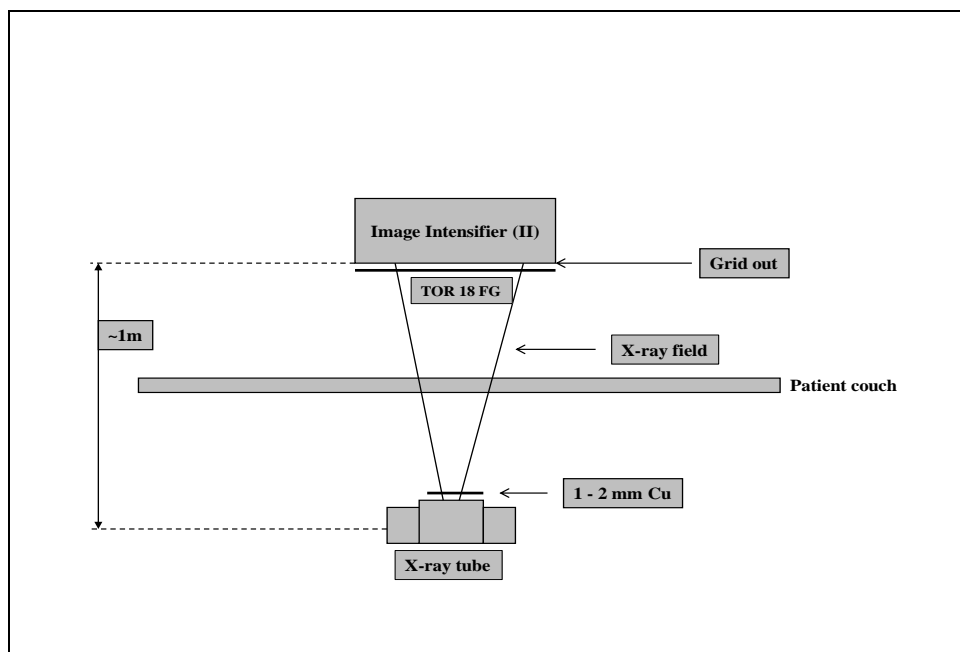 Image Intensifier (II)
Grid out
TOR 18 FG
~1m
X-ray field
Patient couch
1 - 2 mm Cu
X-ray tube